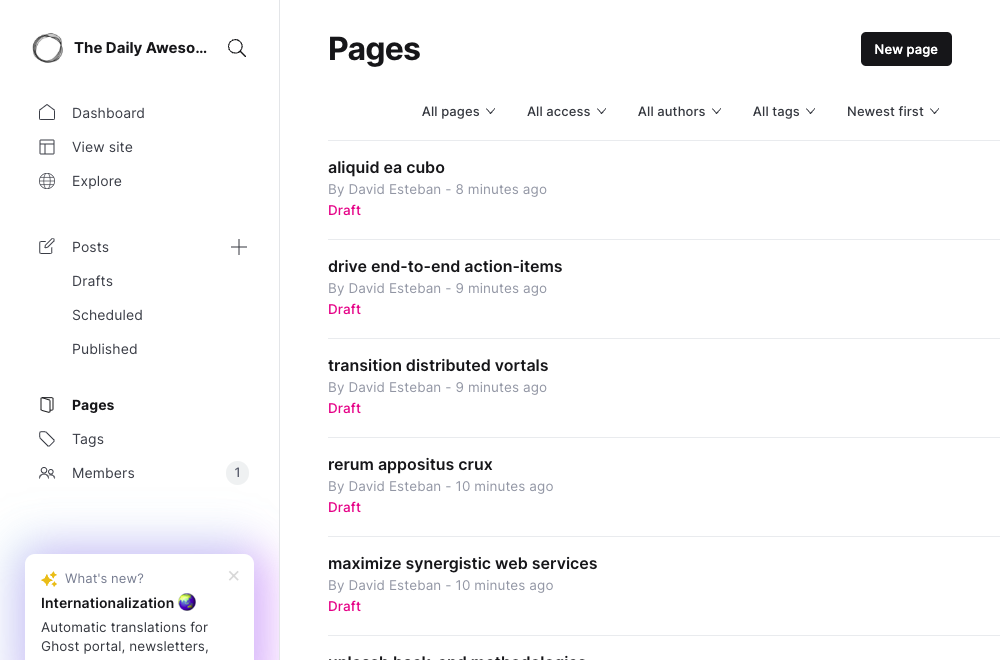 The Daily Aweso...
Dashboard
View site
Explore
Posts
Drafts
Scheduled
Published
Pages
Tags
Members 1
What's new?
Internationalization
Automatic translations for
Ghost portal, newsletters,
Pages
New page
All pages All access All authors All tags Newest first
aliquid ea cubo
By David Esteban - 8 minutes ago
Draft
drive end-to-end action-items
By David Esteban - 9 minutes ago
Draft
transition distributed vortals
By David Esteban - 9 minutes ago
Draft
rerum appositus crux
By David Esteban - 10 minutes ago
Draft
maximize synergistic web services
By David Esteban - 10 minutes ago
Draft
unleash back-end methodologies